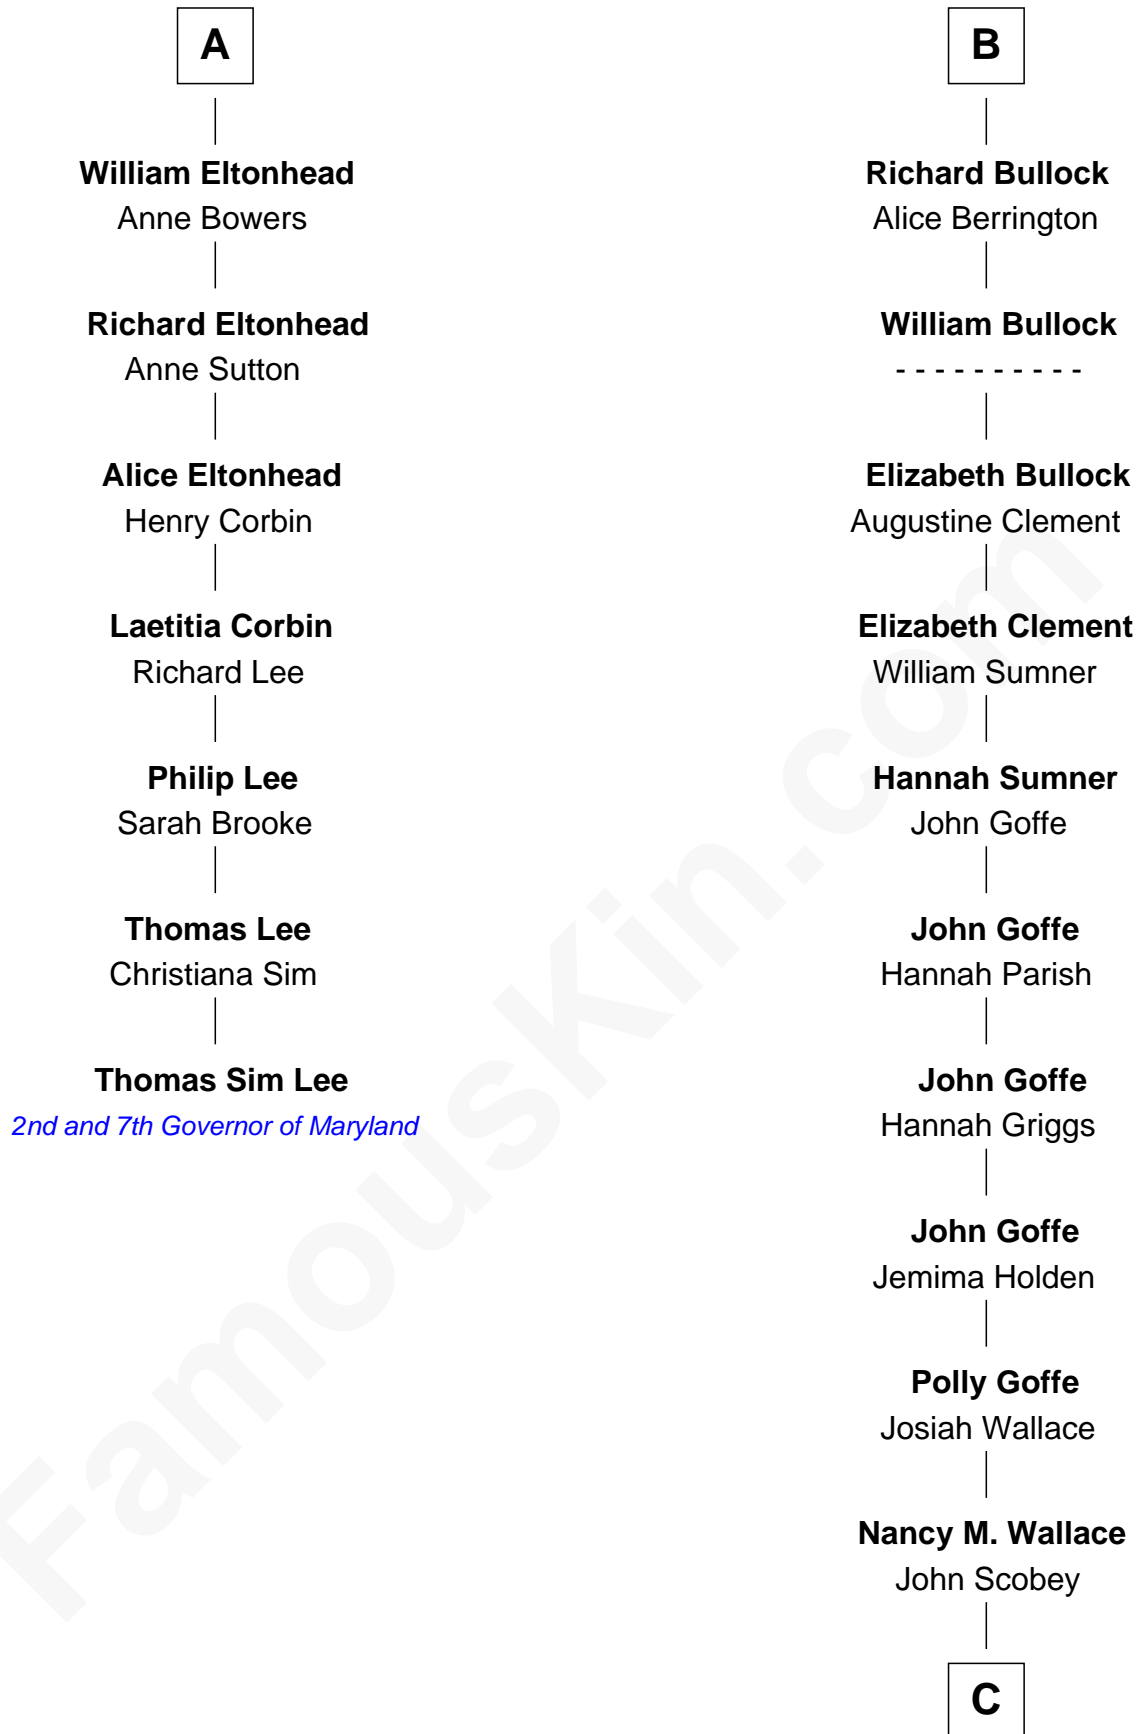 A
William Eltonhead
Anne Bowers
Richard Eltonhead
Anne Sutton
Alice Eltonhead
Henry Corbin
Laetitia Corbin
Richard Lee
Philip Lee
Sarah Brooke
Thomas Lee
Christiana Sim
Thomas Sim Lee
2nd and 7th Governor of Maryland
B
Richard Bullock
Alice Berrington
William Bullock
- - - - - - - - - -
Elizabeth Bullock
Augustine Clement
Elizabeth Clement
William Sumner
Hannah Sumner
John Goffe
John Goffe
Hannah Parish
John Goffe
Hannah Griggs
John Goffe
Jemima Holden
Polly Goffe
Josiah Wallace
Nancy M. Wallace
John Scobey
C
FamousKin.com